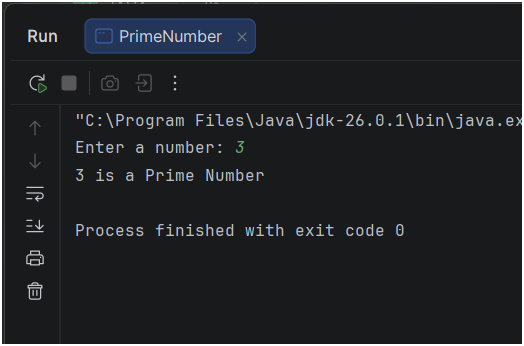 Run PrimeNumber
"C:\Program Files\Java\jdk-26.0.1\bin\java.ex
Enter a number: 3
3 is a Prime Number
Process finished with exit code 0